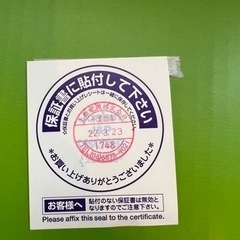 保証書に貼付して下さい
22.3.23
1748
*お買い上げありがとうございました*
お客様へ
貼付のない保証書は無効と
なりますのでご注意下さい。
Please affix this seal to the certificate.